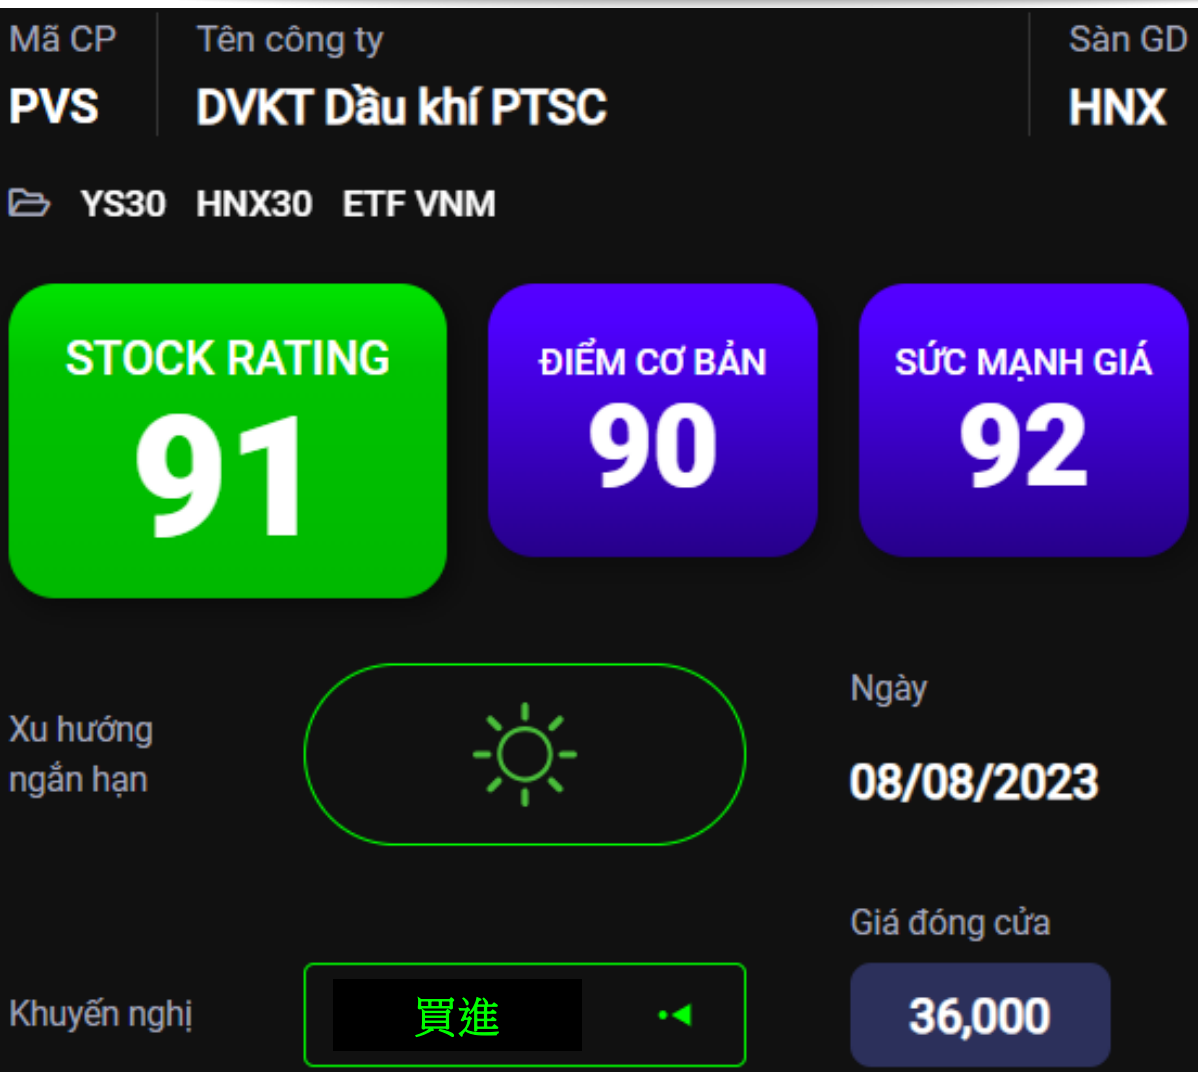 Mã CP Tên công ty Sàn GD
PVS DVKT Dầu khí PTSC HNX
YS30 HNX30 ETF VNM
STOCK RATING ĐIỂM CƠ BẢN SỨC MẠNH GIÁ
91 90 92
Ngày
Xu hướng
ngắn hạn
08/08/2023
Giá đóng cửa
Khuyến nghị 買進 36,000